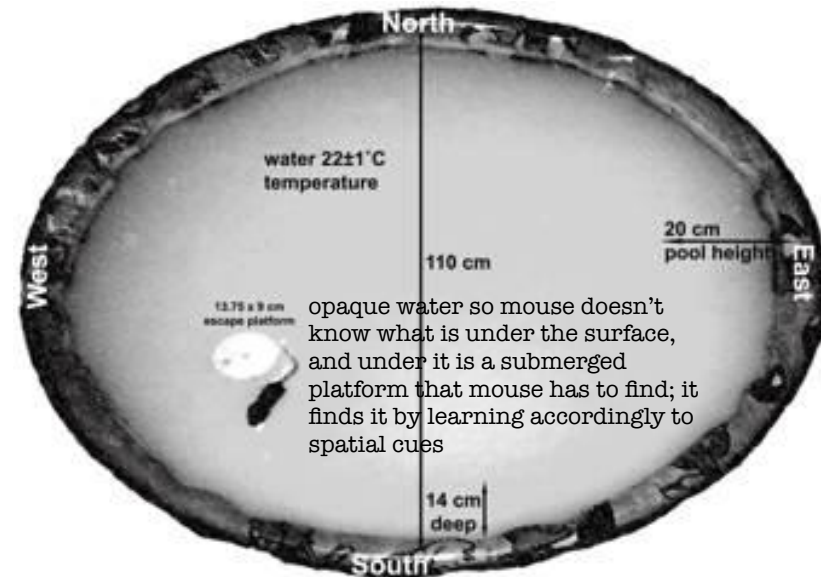 North
water 22±1°C
temperature
West
110 cm
20 cm
pool height
East
13.75 x 9 cm
escape platform
opaque water so mouse doesn't
know what is under the surface,
and under it is a submerged
platform that mouse has to find; it
finds it by learning accordingly to
spatial cues
14 cm
deep
South